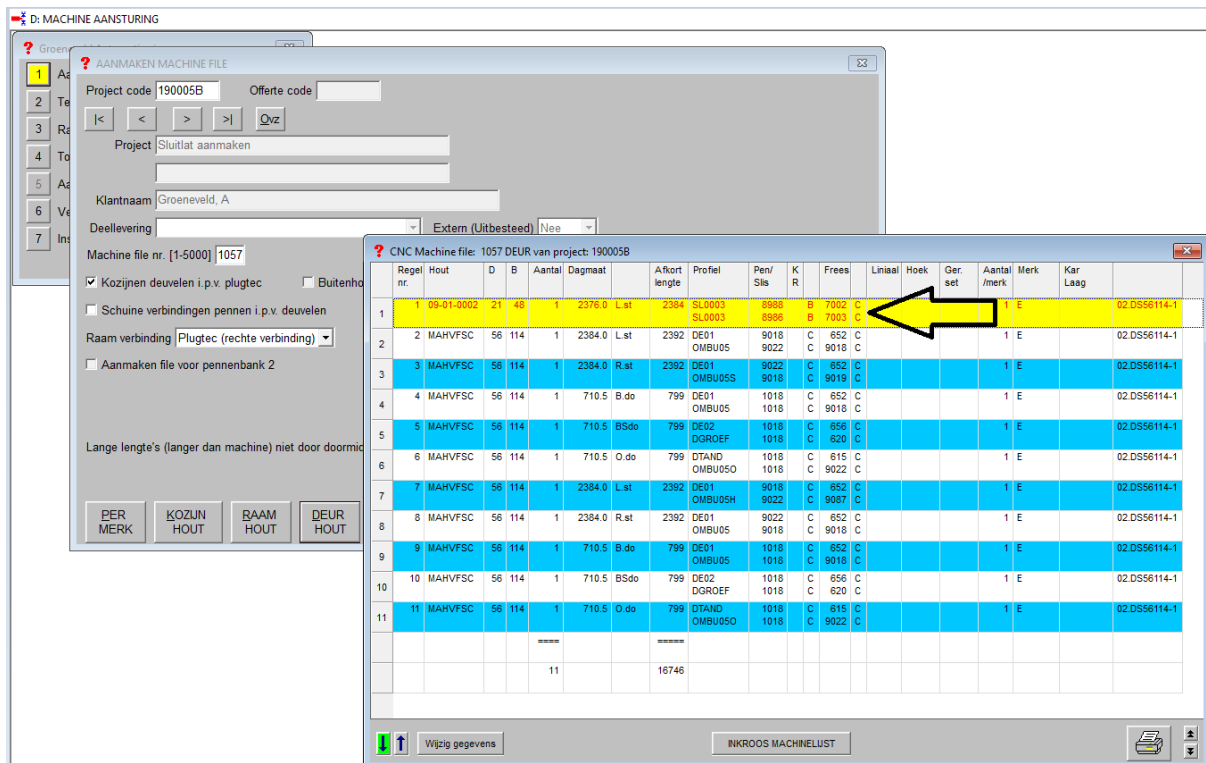 D: MACHINE AANSTURING
? Groen
1 Aa
2 Te
3 Ra
4 To
5 Aa
6 Ve
7 Ins
? AANMAKEN MACHINE FILE
Project code 190005B Offerte code
|< < > >| Ovz
Project Sluitlat aanmaken
Klantnaam Groeneveld, A
Deellevering Extern (Uitbesteed) Nee
Machine file nr. [1-5000] 1057
Kozijnen deuvelen i.p.v. plugtec Buitenho
Schuine verbindingen pennen i.p.v. deuvelen
Raam verbinding Plugtec (rechte verbinding)
Aanmaken file voor pennenbank 2
Lange lengte's (langer dan machine) niet door doormid
PER MERK KOZIJN HOUT RAAM HOUT DEUR HOUT
? CNC Machine file: 1057 DEUR van project: 190005B
Regel Hout D B Aantal Dagmaat Afkort Profiel Pen/ K Frees Liniaal Hoek Ger. Aantal Merk Kar
nr. lengte Slis R set /merk Laag
1 1 09-01-0002 21 48 1 2376.0 L.st 2384 SL0003 8988 B 7002 C 1 E 02.DS56114-1
SL0003 8986 B 7003 C
2 2 MAHVFSC 56 114 1 2384.0 L.st 2392 DE01 9018 C 652 C 1 E 02.DS56114-1
OMBU05 9022 C 9018 C
3 3 MAHVFSC 56 114 1 2384.0 R.st 2392 DE01 9022 C 652 C 1 E 02.DS56114-1
OMBU05S 9018 C 9019 C
4 4 MAHVFSC 56 114 1 710.5 B.do 799 DE01 1018 C 652 C 1 E 02.DS56114-1
OMBU05 1018 C 9018 C
5 5 MAHVFSC 56 114 1 710.5 BSdo 799 DE02 1018 C 656 C 1 E 02.DS56114-1
DGROEF 1018 C 620 C
6 6 MAHVFSC 56 114 1 710.5 O.do 799 DTAND 1018 C 615 C 1 E 02.DS56114-1
OMBU05O 1018 C 9022 C
7 7 MAHVFSC 56 114 1 2384.0 L.st 2392 DE01 9018 C 652 C 1 E 02.DS56114-1
OMBU05H 9022 C 9087 C
8 8 MAHVFSC 56 114 1 2384.0 R.st 2392 DE01 9022 C 652 C 1 E 02.DS56114-1
OMBU05 9018 C 9018 C
9 9 MAHVFSC 56 114 1 710.5 B.do 799 DE01 1018 C 652 C 1 E 02.DS56114-1
OMBU05 1018 C 9018 C
10 10 MAHVFSC 56 114 1 710.5 BSdo 799 DE02 1018 C 656 C 1 E 02.DS56114-1
DGROEF 1018 C 620 C
11 11 MAHVFSC 56 114 1 710.5 O.do 799 DTAND 1018 C 615 C 1 E 02.DS56114-1
OMBU05O 1018 C 9022 C
==== =====
11 16746
Wijzig gegevens INKROOS MACHINELIJST